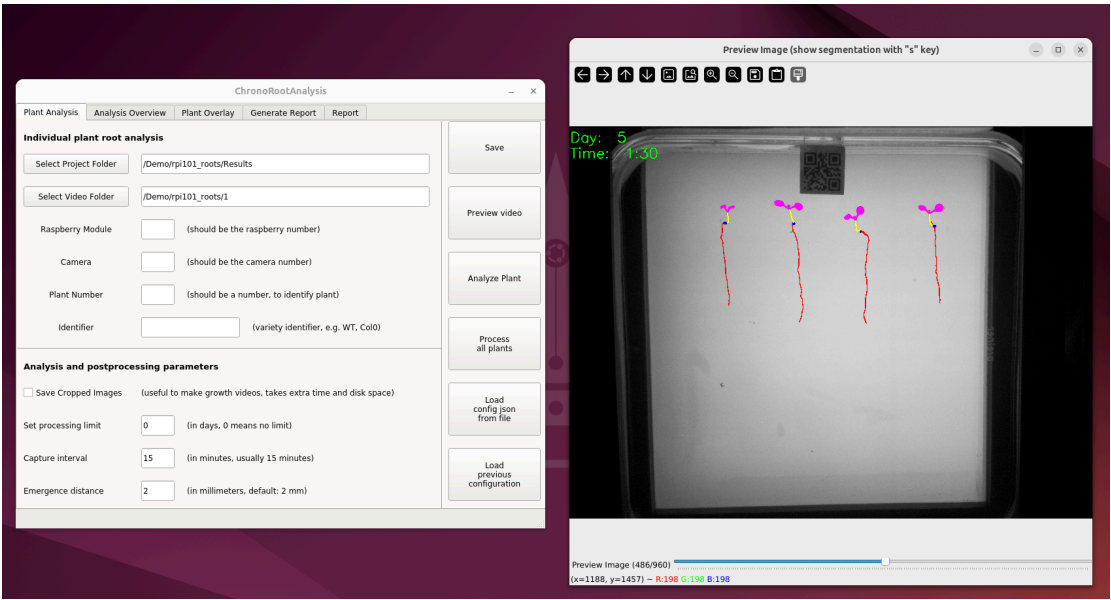 ChronoRootAnalysis
Plant Analysis
Analysis Overview
Plant Overlay
Generate Report
Report
Individual plant root analysis
Select Project Folder
/Demo/rpi101_roots/Results
Select Video Folder
/Demo/rpi101_roots/1
Raspberry Module
(should be the raspberry number)
Camera
(should be the camera number)
Plant Number
(should be a number, to identify plant)
Identifier
(variety identifier, e.g. WT, Col0)
Analysis and postprocessing parameters
Save Cropped Images
(useful to make growth videos, takes extra time and disk space)
Set processing limit
0
(in days, 0 means no limit)
Capture interval
15
(in minutes, usually 15 minutes)
Emergence distance
2
(in millimeters, default: 2 mm)
Save
Preview video
Analyze Plant
Process
all plants
Load
config json
from file
Load
previous
configuration
Preview Image (show segmentation with "s" key)
Day: 5
Time: 1:30
Preview Image (486/960)
(x=1188, y=1457) ~ R:198 G:198 B:198